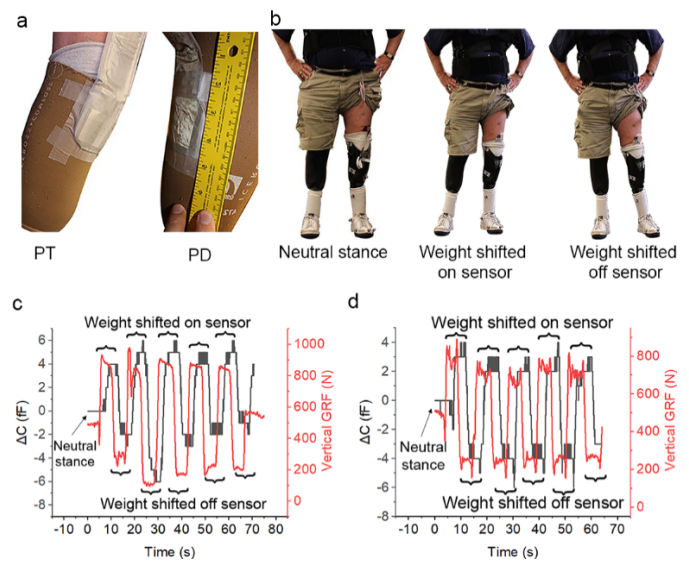 a
b
PT
PD
Neutral stance
Weight shifted
on sensor
Weight shifted
off sensor
c
Weight shifted on sensor
6
4
2
0
-2
-4
-6
-8
ΔC (fF)
1000
800
600
400
200
0
Vertical GRF (N)
Neutral
stance
Weight shifted off sensor
-10 0 10 20 30 40 50 60 70 80
Time (s)
d
Weight shifted on sensor
4
2
0
-2
-4
-6
-8
ΔC (fF)
800
600
400
200
0
Vertical GRF (N)
Neutral
stance
Weight shifted off sensor
-10 0 10 20 30 40 50 60 70
Time (s)